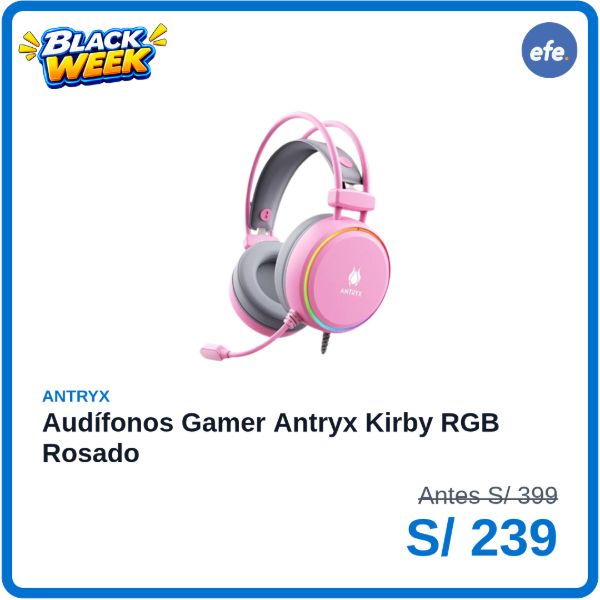 BLACK
WEEK
efe.
ANTRYX
ANTRYX
Audífonos Gamer Antryx Kirby RGB
Rosado
Antes S/ 399
S/ 239